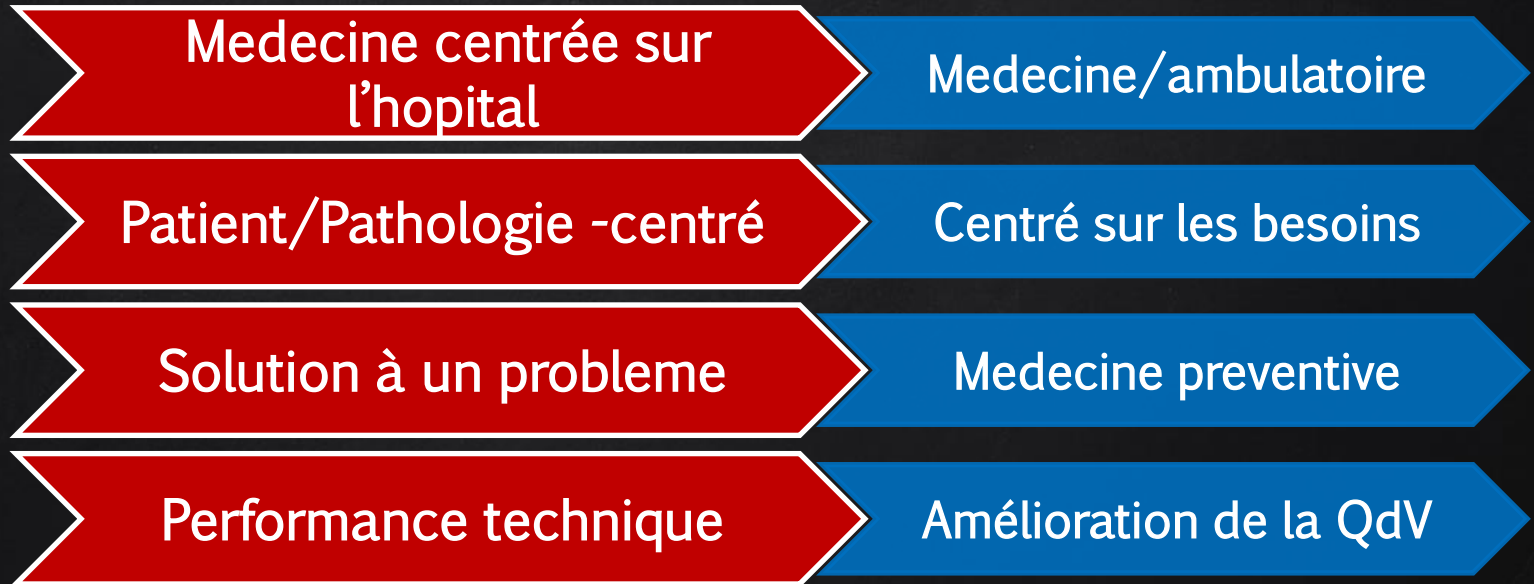 Medecine centrée sur
l'hopital
Medecine/ambulatoire
Patient/Pathologie -centré
Centré sur les besoins
Solution à un probleme
Medecine preventive
Performance technique
Amélioration de la QdV